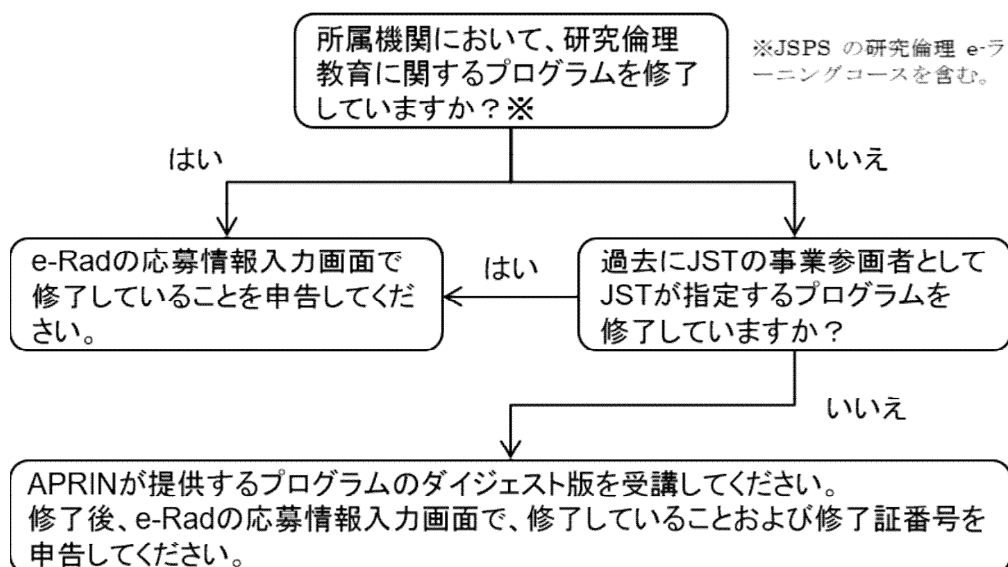 所属機関において、研究倫理
教育に関するプログラムを修了
していますか？※
※JSPS の研究倫理 e-ラ
ーニングコースを含む。
はい
いいえ
e-Radの応募情報入力画面で
修了していることを申告してくだ
さい。
はい
過去にJSTの事業参画者として
JSTが指定するプログラムを
修了していますか？
いいえ
APRINが提供するプログラムのダイジェスト版を受講してください。
修了後、e-Radの応募情報入力画面で、修了していることおよび修了証番号を
申告してください。